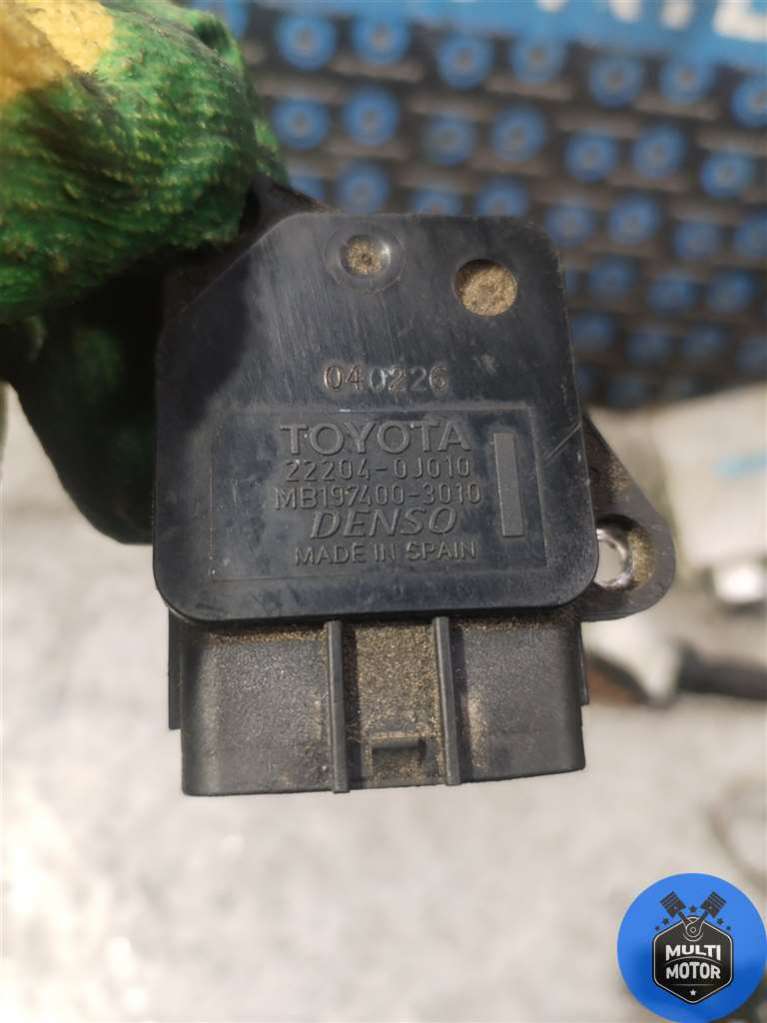 040226
TOYOTA
22204-0J010
MB197400-3010
DENSO
MADE IN SPAIN
MULTI
MOTOR